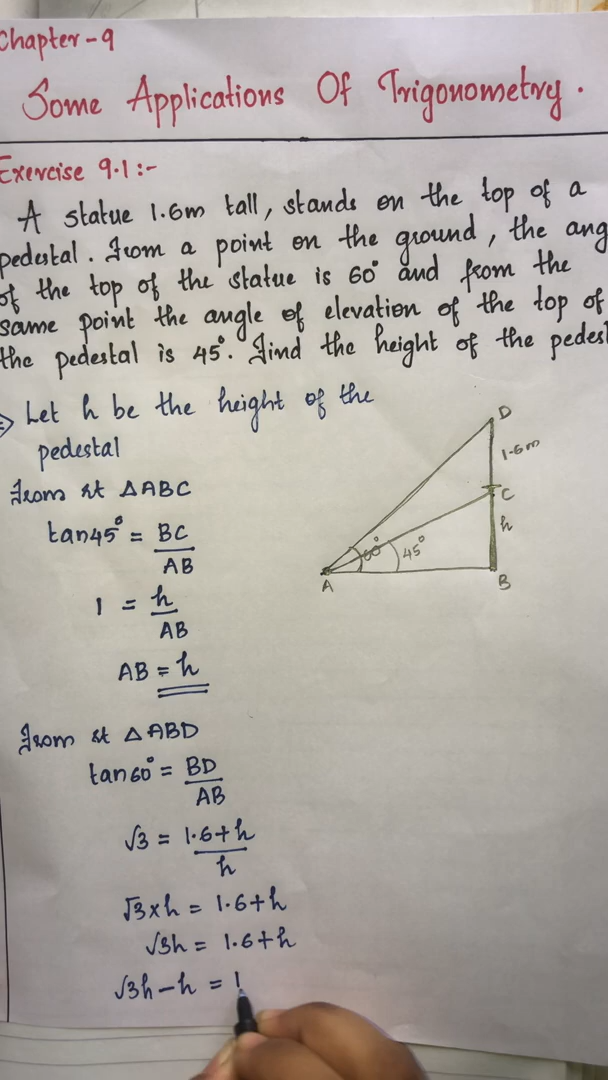 Chapter-9
Some Applications Of Trigonometry.
Exercise 9.1:-
A statue 1.6m tall, stands on the top of a
pedestal. From a point on the ground, the ang
of the top of the statue is 60° and from the
same point the angle of elevation of the top of
the pedestal is 45°. Find the height of the pedes
Let h be the height of the
pedestal
From rt △ABC
tan45° = BC/AB
1 = h/AB
AB = h
From rt △ABD
tan60° = BD/AB
√3 = 1.6+h/h
√3×h = 1.6+h
√3h = 1.6+h
√3h-h = 1
D
1.6m
C
h
60°
45°
A
B